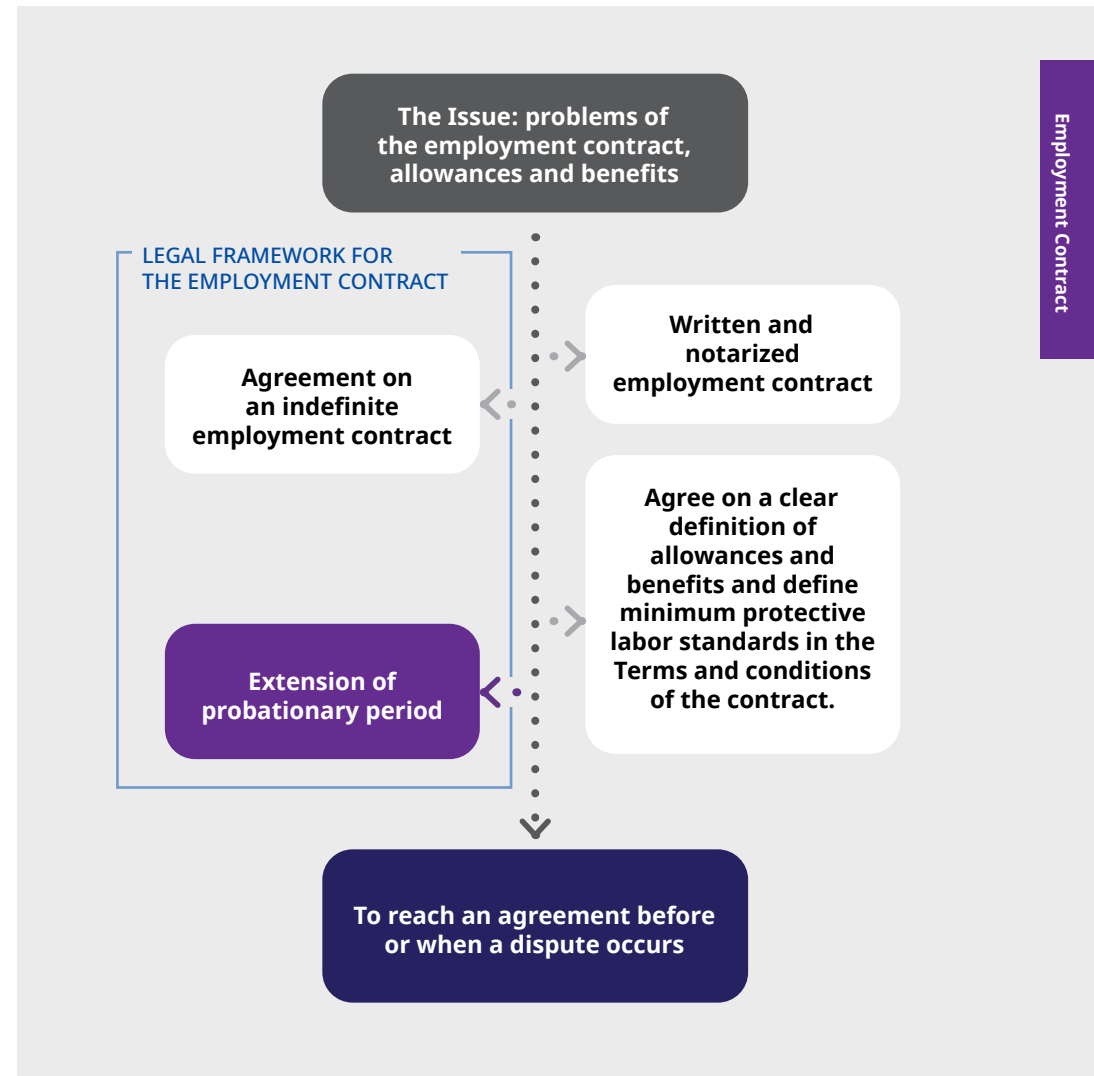 The Issue: problems of
the employment contract,
allowances and benefits
Employment Contract
LEGAL FRAMEWORK FOR
THE EMPLOYMENT CONTRACT
Written and
notarized
employment contract
Agreement on
an indefinite
employment contract
Agree on a clear
definition of
allowances and
benefits and define
minimum protective
labor standards in the
Terms and conditions
of the contract.
Extension of
probationary period
To reach an agreement before
or when a dispute occurs